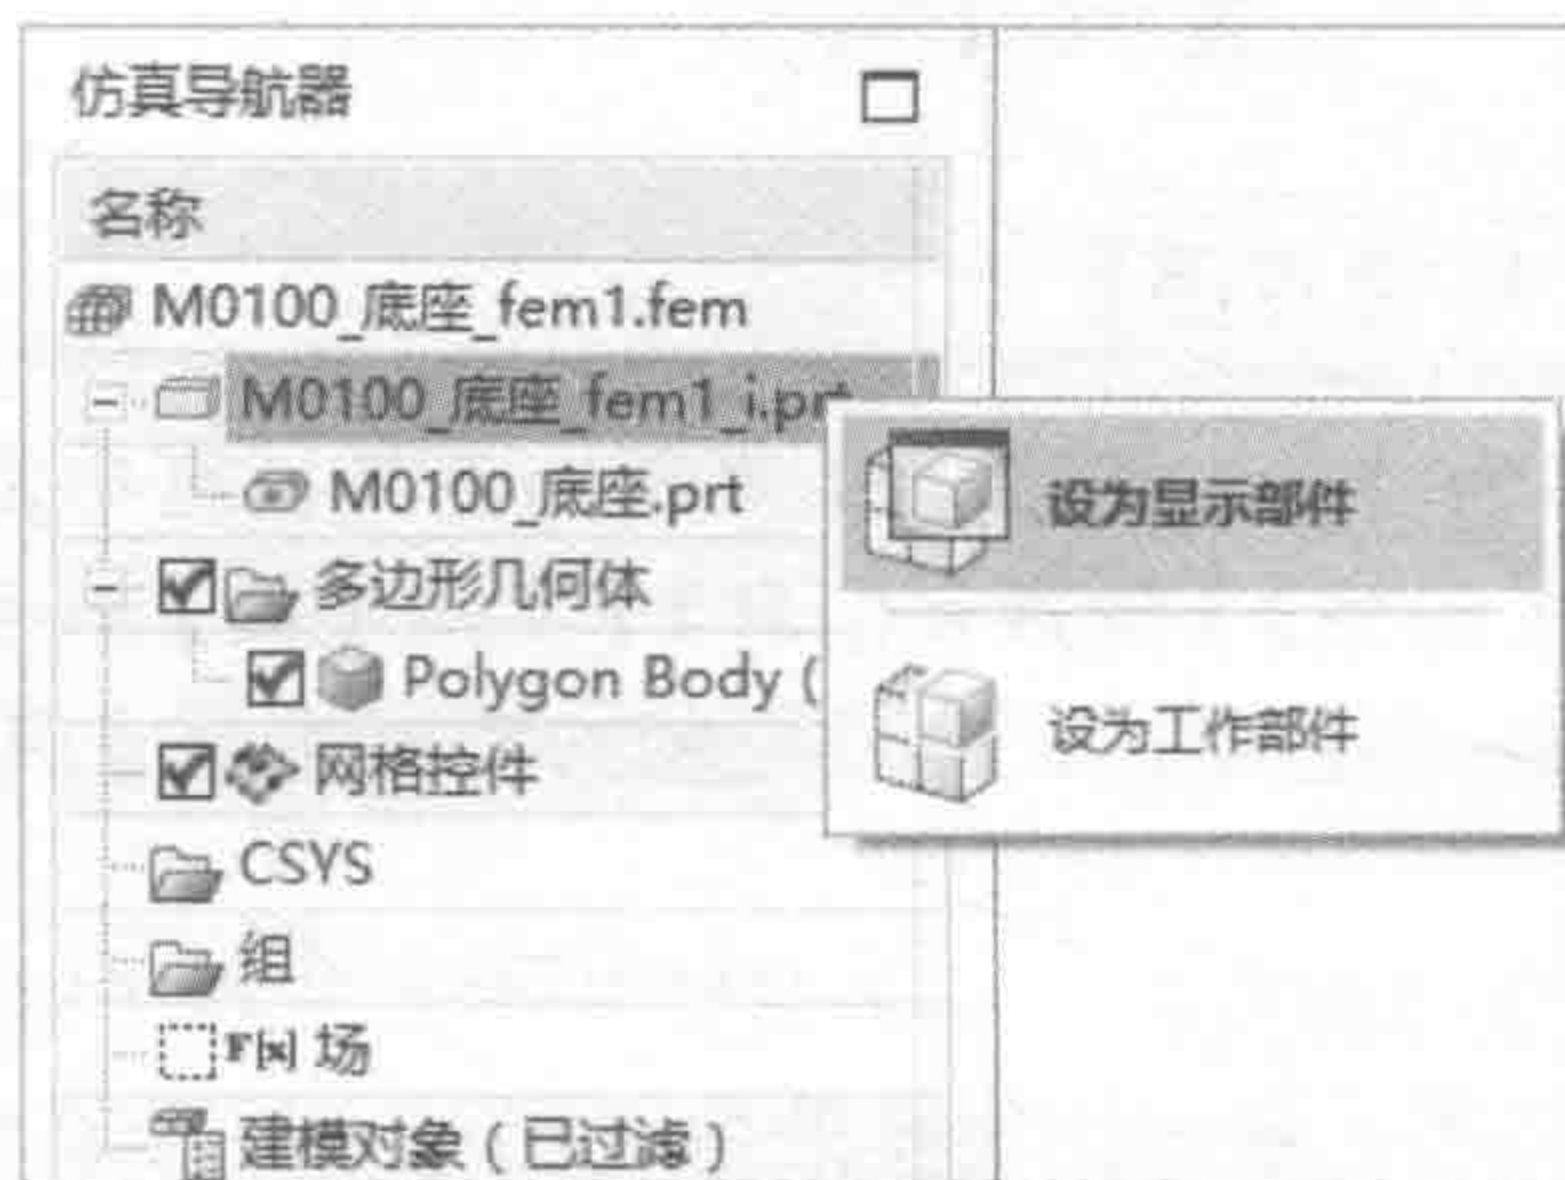 仿真导航器
名称
M0100_底座_fem1.fem
M0100_底座_fem1_i.prt
设为显示部件
M0100_底座.prt
多边形几何体
Polygon Body (
设为工作部件
网格控件
CSYS
组
F[x] 场
建模对象（已过滤）